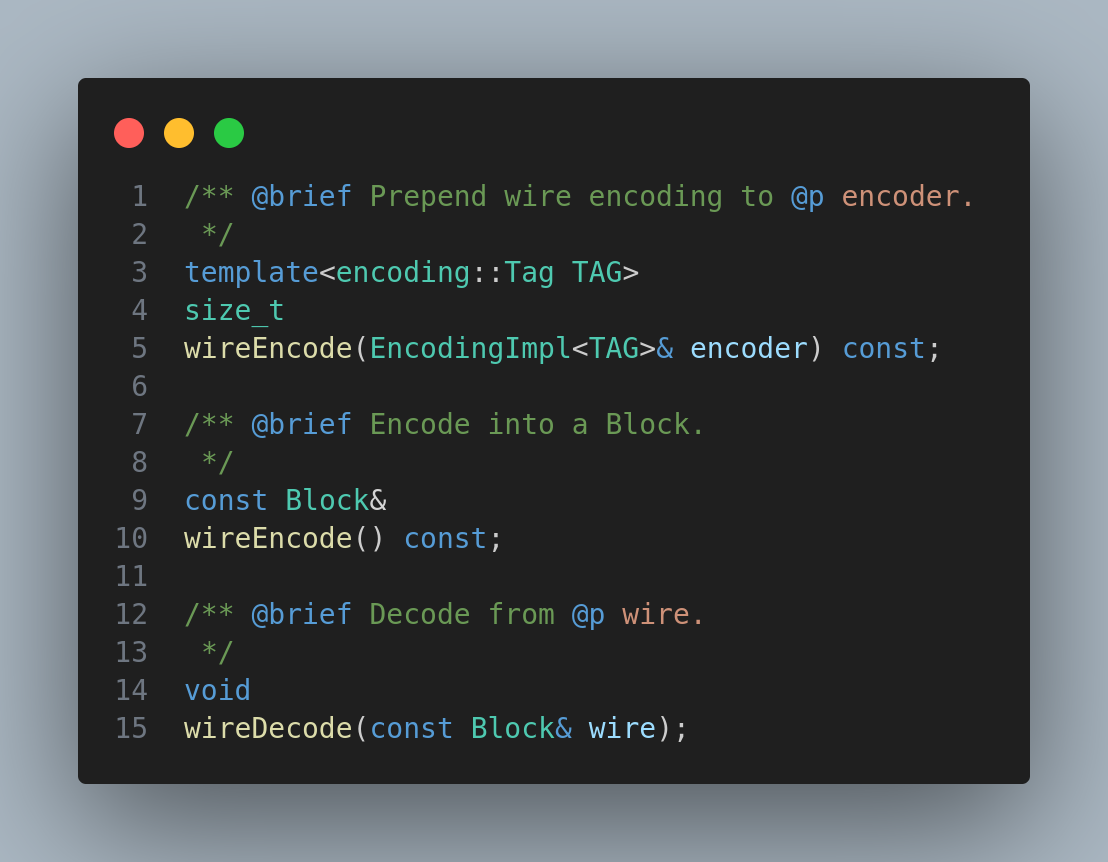 1 /** @brief Prepend wire encoding to @p encoder.
2  */
3 template<encoding::Tag TAG>
4 size_t
5 wireEncode(EncodingImpl<TAG>& encoder) const;
6
7 /** @brief Encode into a Block.
8  */
9 const Block&
10 wireEncode() const;
11
12 /** @brief Decode from @p wire.
13  */
14 void
15 wireDecode(const Block& wire);